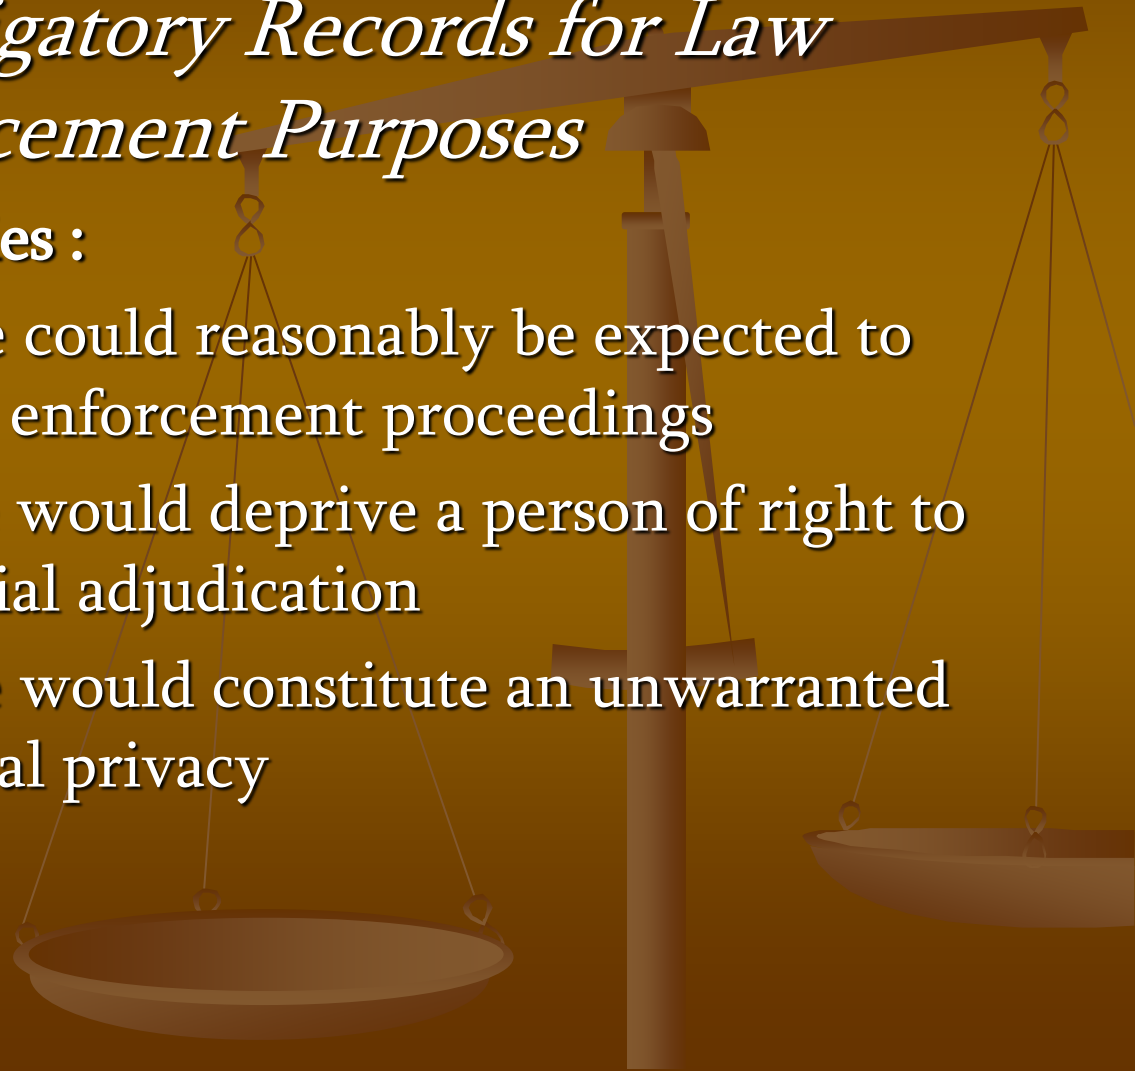 igatory Records for Law
cement Purposes
es :
e could reasonably be expected to
enforcement proceedings
would deprive a person of right to
ial adjudication
would constitute an unwarranted
al privacy